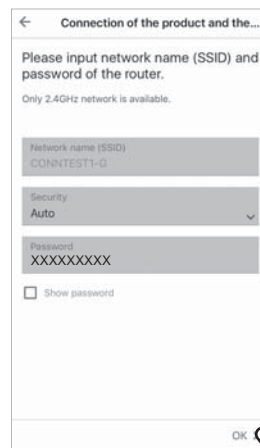 Connection of the product and the...
Please input network name (SSID) and
password of the router.
Only 2.4GHz network is available.
Network name (SSID)
CONNTEST1-G
Security
Auto
Password
XXXXXXXXX
Show password
OK